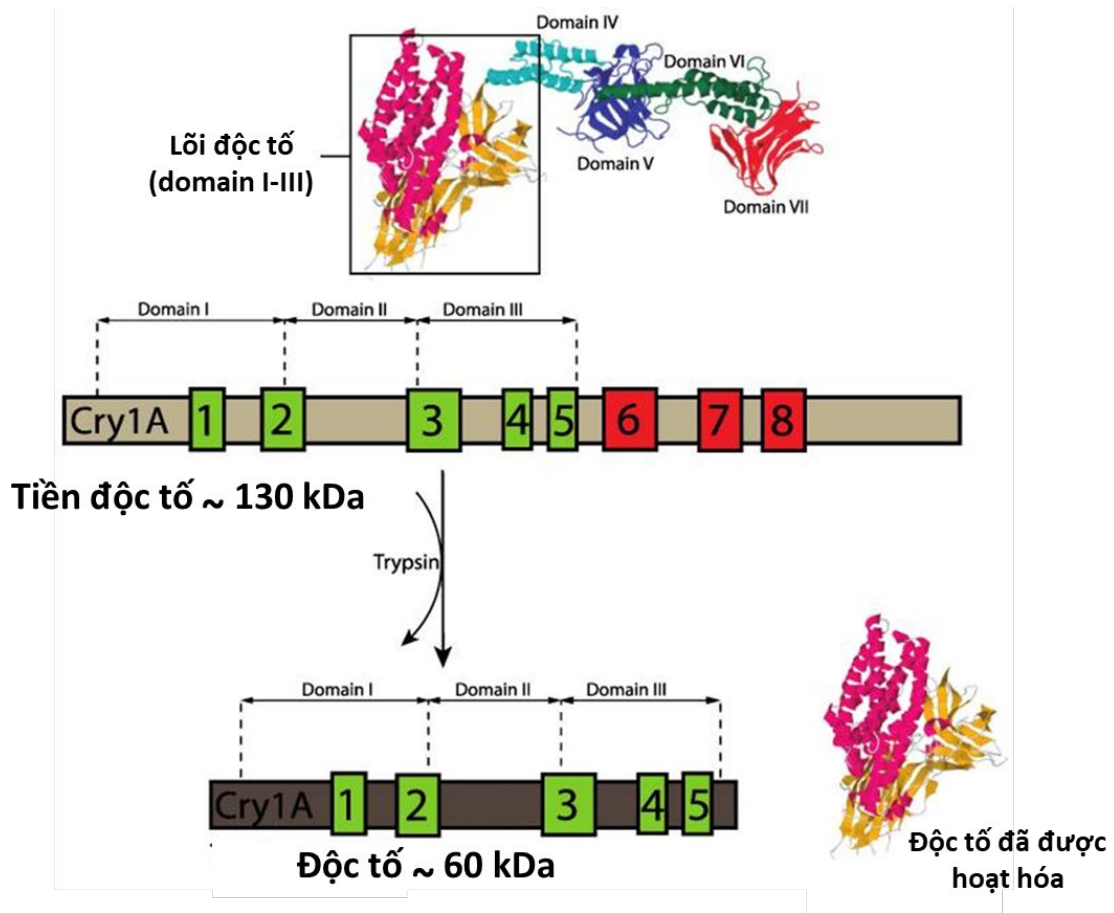 Domain IV
Domain VI
Lõi độc tố
(domain I-III)
Domain V
Domain VII
Domain I
Domain II
Domain III
Cry1A 1 2 3 4 5 6 7 8
Tiền độc tố ~ 130 kDa
Trypsin
Domain I
Domain II
Domain III
Cry1A 1 2 3 4 5
Độc tố ~ 60 kDa
Độc tố đã được
hoạt hóa